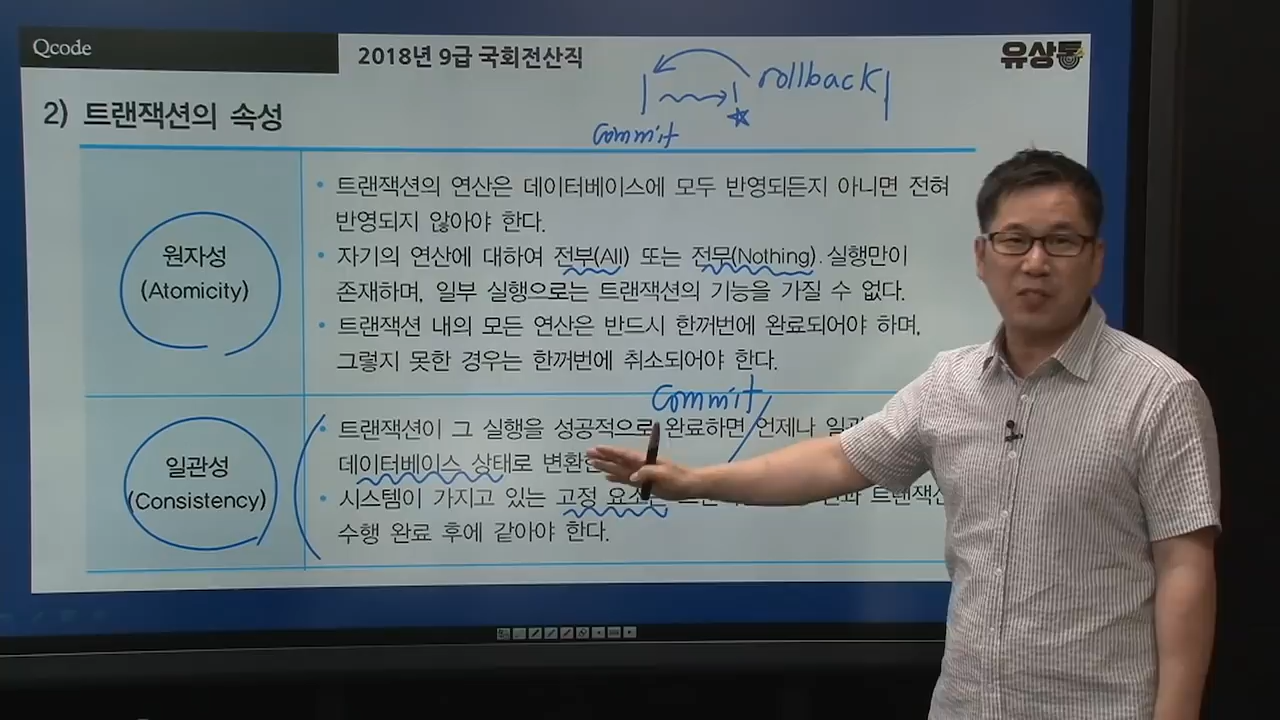 Qcode
2018년 9급 국회전산직
유상통
rollback
commit
2) 트랜잭션의 속성
원자성
(Atomicity)
• 트랜잭션의 연산은 데이터베이스에 모두 반영되든지 아니면 전혀
반영되지 않아야 한다.
• 자기의 연산에 대하여 전부(All) 또는 전무(Nothing). 실행만이
존재하며, 일부 실행으로는 트랜잭션의 기능을 가질 수 없다.
• 트랜잭션 내의 모든 연산은 반드시 한꺼번에 완료되어야 하며,
그렇지 못한 경우는 한꺼번에 취소되어야 한다.
commit
일관성
(Consistency)
• 트랜잭션이 그 실행을 성공적으로 완료하면 언제나
데이터베이스 상태로
• 시스템이 가지고 있는 고정 요소는 트랜잭션
수행 완료 후에 같아야 한다.